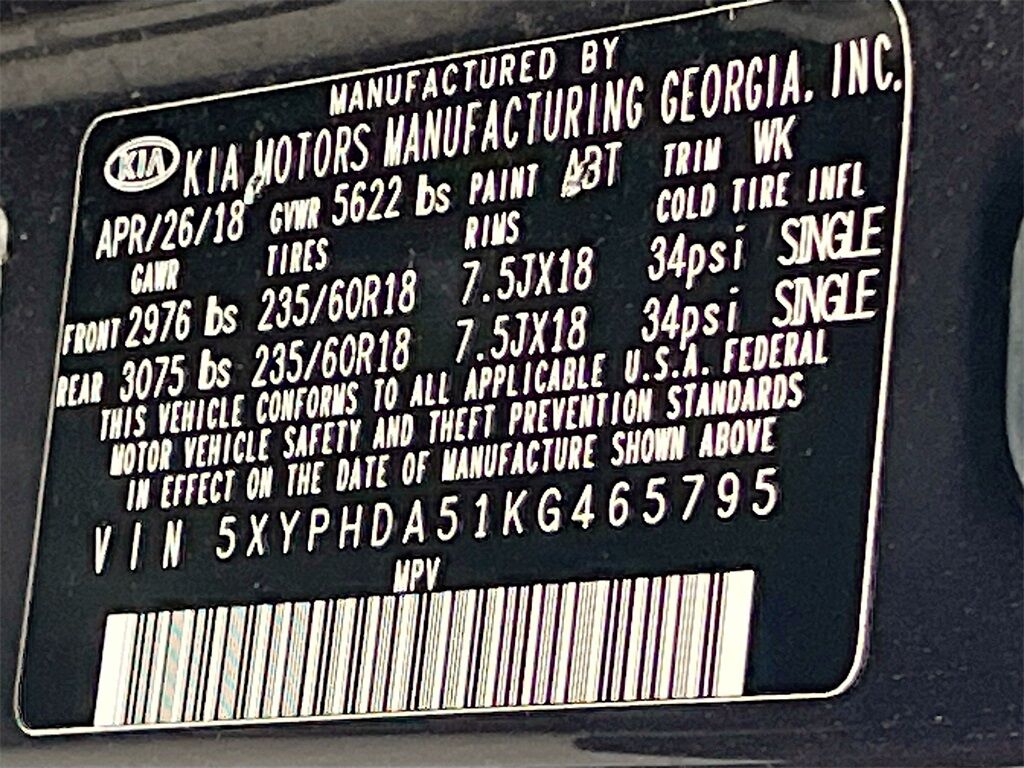 MANUFACTURED BY
KIA KIA MOTORS MANUFACTURING GEORGIA, INC.
APR/26/18 GVWR 5622 lbs PAINT ABT TRIM WK
GAWR TIRES RIMS COLD TIRE INFL
FRONT 2976 lbs 235/60R18 7.5JX18 34psi SINGLE
REAR 3075 lbs 235/60R18 7.5JX18 34psi SINGLE
THIS VEHICLE CONFORMS TO ALL APPLICABLE U.S.A. FEDERAL
MOTOR VEHICLE SAFETY AND THEFT PREVENTION STANDARDS
IN EFFECT ON THE DATE OF MANUFACTURE SHOWN ABOVE
VIN 5XYPHDA51KG465795
MPV